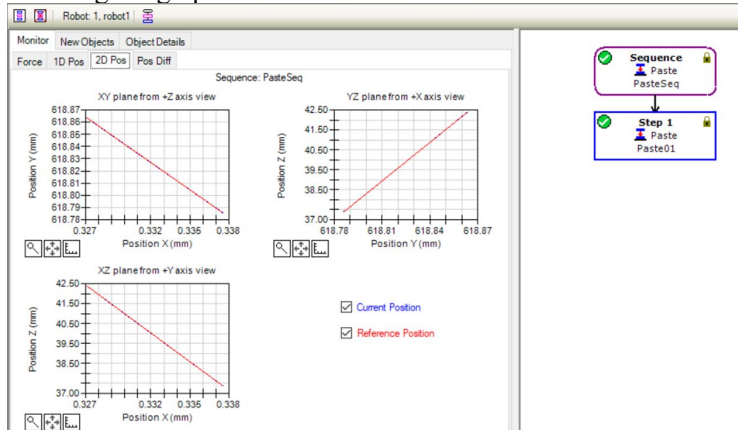 Robot: 1, robot1
Monitor New Objects Object Details
Force 1D Pos 2D Pos Pos Diff
Sequence: PasteSeq
XY plane from +Z axis view
618.87
618.86
618.84
618.83
618.82
618.81
618.80
618.79
618.78
Position Y (mm)
0.327 0.332 0.335 0.338
Position X (mm)
YZ plane from +X axis view
42.50
41.50
40.50
39.50
38.50
37.00
Position Z (mm)
618.78 618.81 618.84 618.87
Position Y (mm)
XZ plane from +Y axis view
42.50
41.50
40.50
39.50
38.50
37.00
Position Z (mm)
0.327 0.332 0.335 0.338
Position X (mm)
Current Position
Reference Position
Sequence
Paste
PasteSeq
Step 1
Paste
Paste01